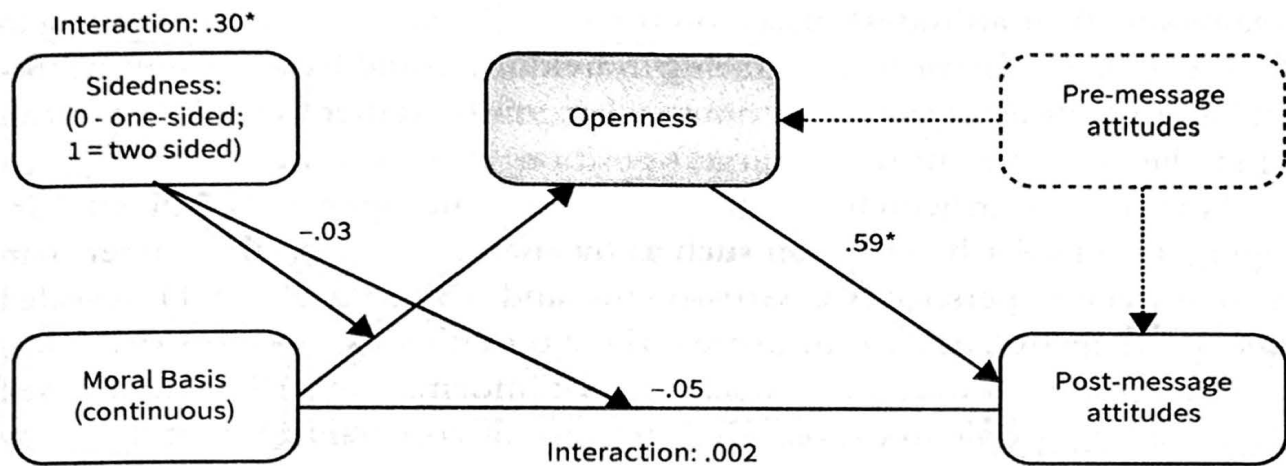 Interaction: .30*
Sidedness:
(0 - one-sided;
1 = two sided)
Openness
Pre-message
attitudes
–.03
.59*
Moral Basis
(continuous)
–.05
Post-message
attitudes
Interaction: .002